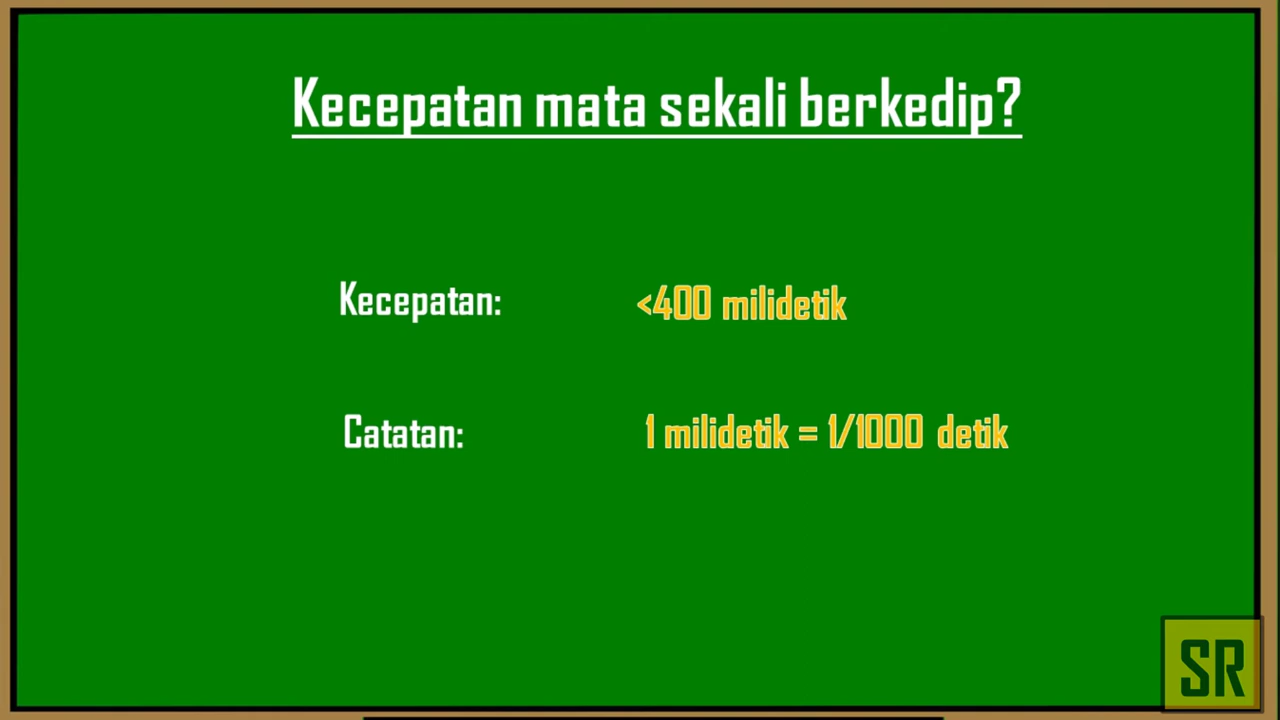 Kecepatan mata sekali berkedip?
Kecepatan: <400 milidetik
Catatan: 1 milidetik = 1/1000 detik
SR